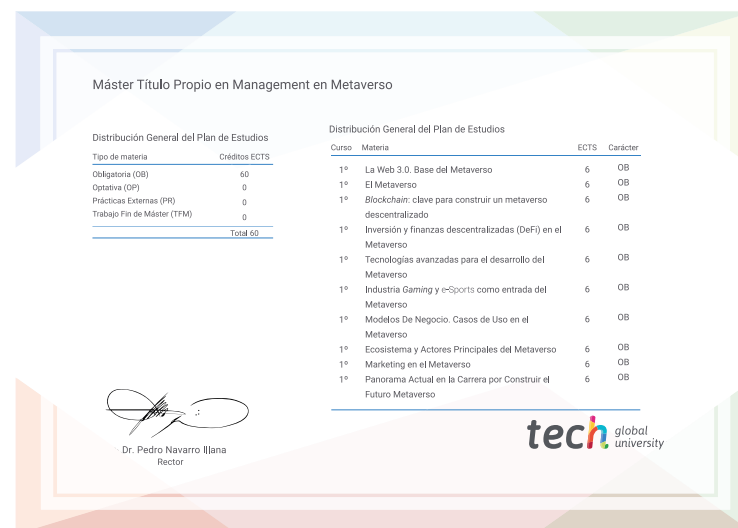 Máster Título Propio en Management en Metaverso
Distribución General del Plan de Estudios
Tipo de materia Créditos ECTS
Obligatoria (OB) 60
Optativa (OP) 0
Prácticas Externas (PR) 0
Trabajo Fin de Máster (TFM) 0
Total 60
Distribución General del Plan de Estudios
Curso Materia ECTS Carácter
1º La Web 3.0. Base del Metaverso 6 OB
1º El Metaverso 6 OB
1º Blockchain: clave para construir un metaverso 6 OB
descentralizado
1º Inversión y finanzas descentralizadas (DeFi) en el 6 OB
Metaverso
1º Tecnologías avanzadas para el desarrollo del 6 OB
Metaverso
1º Industria Gaming y e-Sports como entrada del 6 OB
Metaverso
1º Modelos De Negocio. Casos de Uso en el 6 OB
Metaverso
1º Ecosistema y Actores Principales del Metaverso 6 OB
1º Marketing en el Metaverso 6 OB
1º Panorama Actual en la Carrera por Construir el 6 OB
Futuro Metaverso
Dr. Pedro Navarro Illana
Rector
tech global
university